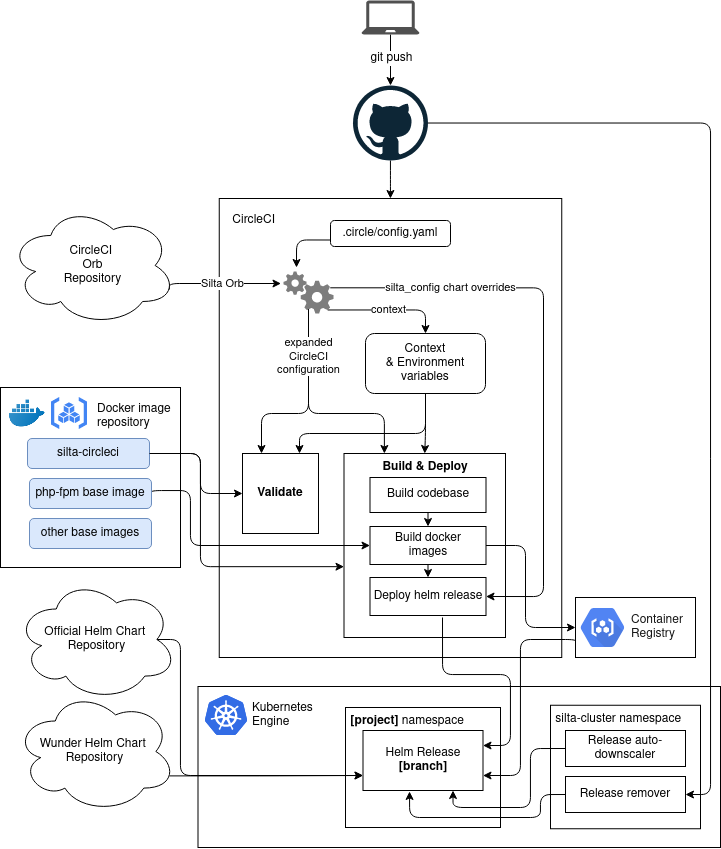 git push
CircleCI
.circle/config.yaml
CircleCI
Orb
Repository
Silta Orb
silta_config chart overrides
context
expanded
CircleCI
configuration
Context
& Environment
variables
Docker image
repository
silta-circleci
php-fpm base image
other base images
Validate
Build & Deploy
Build codebase
Build docker
images
Deploy helm release
Container
Registry
Official Helm Chart
Repository
Wunder Helm Chart
Repository
Kubernetes
Engine
[project] namespace
Helm Release
[branch]
silta-cluster namespace
Release auto-
downscaler
Release remover